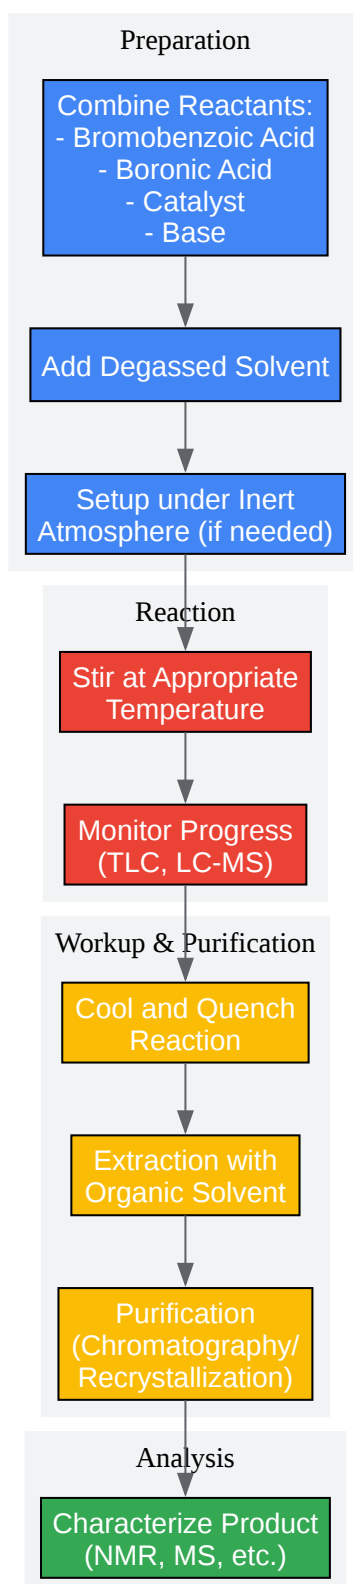 Preparation
Combine Reactants:
- Bromobenzoic Acid
- Boronic Acid
- Catalyst
- Base
Add Degassed Solvent
Setup under Inert
Atmosphere (if needed)
Reaction
Stir at Appropriate
Temperature
Monitor Progress
(TLC, LC-MS)
Workup & Purification
Cool and Quench
Reaction
Extraction with
Organic Solvent
Purification
(Chromatography/
Recrystallization)
Analysis
Characterize Product
(NMR, MS, etc.)